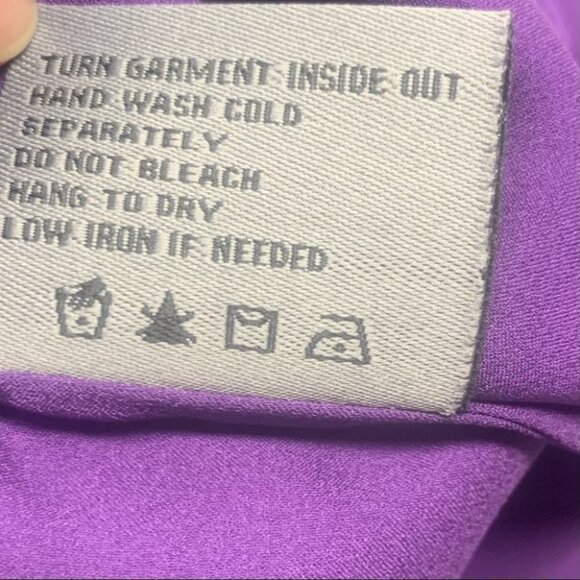 TURN GARMENT INSIDE OUT
HAND WASH COLD
SEPARATELY
DO NOT BLEACH
HANG TO DRY
LOW IRON IF NEEDED